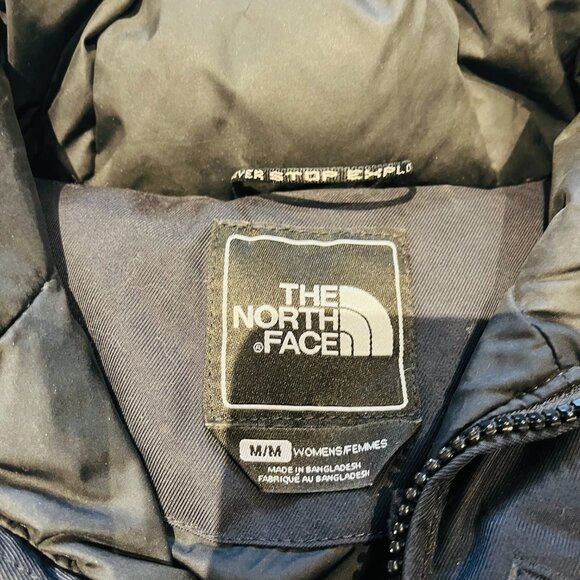 STOP
THE
NORTH
®FACE
M/M WOMENS/FEMMES
MADE IN BANGLADESH
FABRIQUÉ AU BANGLADESH